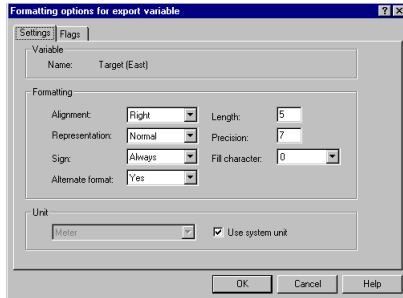 Formatting options for export variable
Settings Flags
Variable
Name: Target (East)
Formatting
Alignment: Right Length: 5
Representation: Normal Precision: 7
Sign: Always Fill character: 0
Alternate format: Yes
Unit
Meter Use system unit
OK Cancel Help